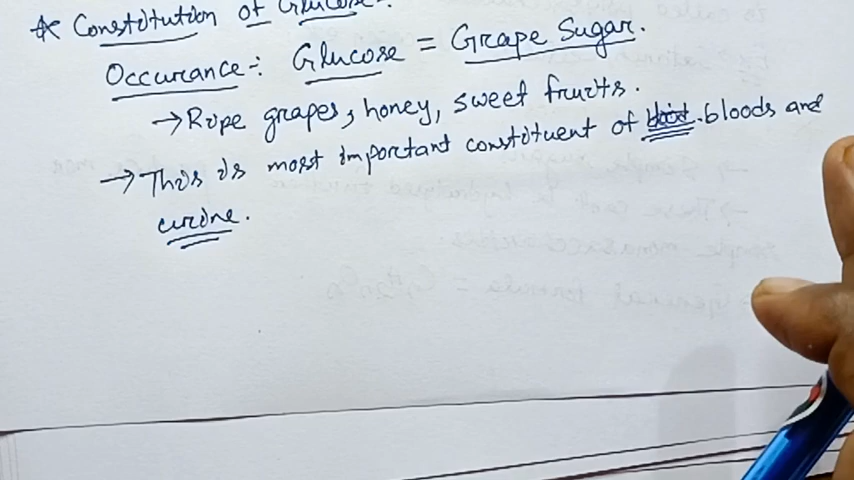 * Constitution of Glucose:
Occurance :- Glucose = Grape Sugar.
→ Ripe grapes, honey, sweet fruits.
→ This is most important constituent of bloods and
urine.